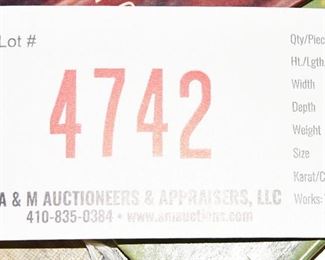 Lot #
4742
A & M AUCTIONEERS & APPRAISERS, LLC
410-835-0384 • www.amauctions.com
Qty/Piec
Ht./Lgth.
Width
Depth
Weight
Size
Karat/C
Works: